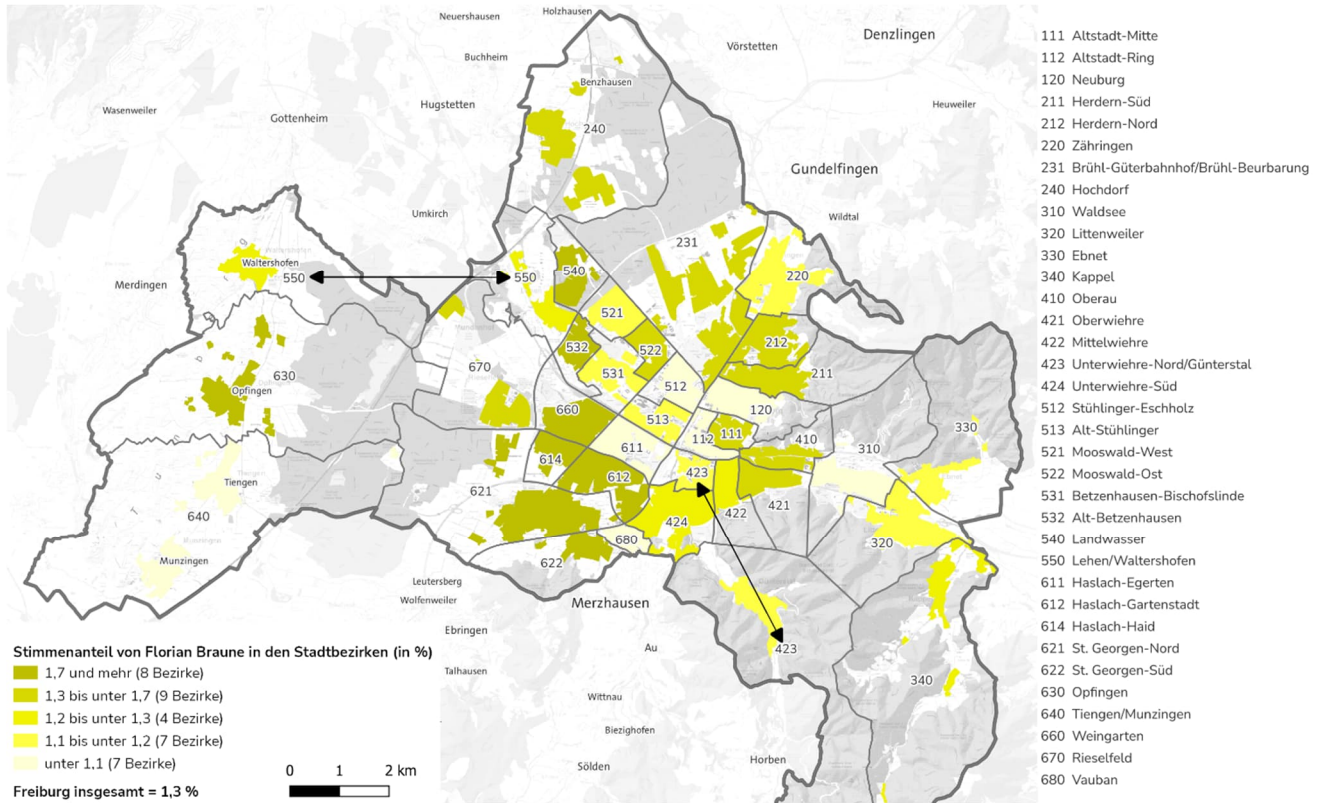 Neuershausen
Holzhausen
Denzlingen
Vörstetten
Buchheim
Benzhausen
Hugstetten
Heuweiler
Wasenweiler
Gottenheim
240
Gundelfingen
Umkirch
Wildtal
231
Waltershofen
550
550
540
220
Merdingen
521
532
522
212
630
670
531
211
Opfingen
512
660
513
120
330
112
111
410
310
611
614
423
612
Tiengen
621
422
421
640
424
680
320
Munzingen
622
Leutersberg
Merzhausen
Wolfenweiler
Ebringen
Au
423
Talhausen
340
Wittnau
Biezighofen
Sölden
Horben
111 Altstadt-Mitte
112 Altstadt-Ring
120 Neuburg
211 Herdern-Süd
212 Herdern-Nord
220 Zähringen
231 Brühl-Güterbahnhof/Brühl-Beurbarung
240 Hochdorf
310 Waldsee
320 Littenweiler
330 Ebnet
340 Kappel
410 Oberau
421 Oberwiehre
422 Mittelwiehre
423 Unterwiehre-Nord/Günterstal
424 Unterwiehre-Süd
512 Stühlinger-Eschholz
513 Alt-Stühlinger
521 Mooswald-West
522 Mooswald-Ost
531 Betzenhausen-Bischofslinde
532 Alt-Betzenhausen
540 Landwasser
550 Lehen/Waltershofen
611 Haslach-Egerten
612 Haslach-Gartenstadt
614 Haslach-Haid
621 St. Georgen-Nord
622 St. Georgen-Süd
630 Opfingen
640 Tiengen/Munzingen
660 Weingarten
670 Rieselfeld
680 Vauban
Stimmenanteil von Florian Braune in den Stadtbezirken (in %)
1,7 und mehr (8 Bezirke)
1,3 bis unter 1,7 (9 Bezirke)
1,2 bis unter 1,3 (4 Bezirke)
1,1 bis unter 1,2 (7 Bezirke)
unter 1,1 (7 Bezirke)
Freiburg insgesamt = 1,3 %
0 1 2 km